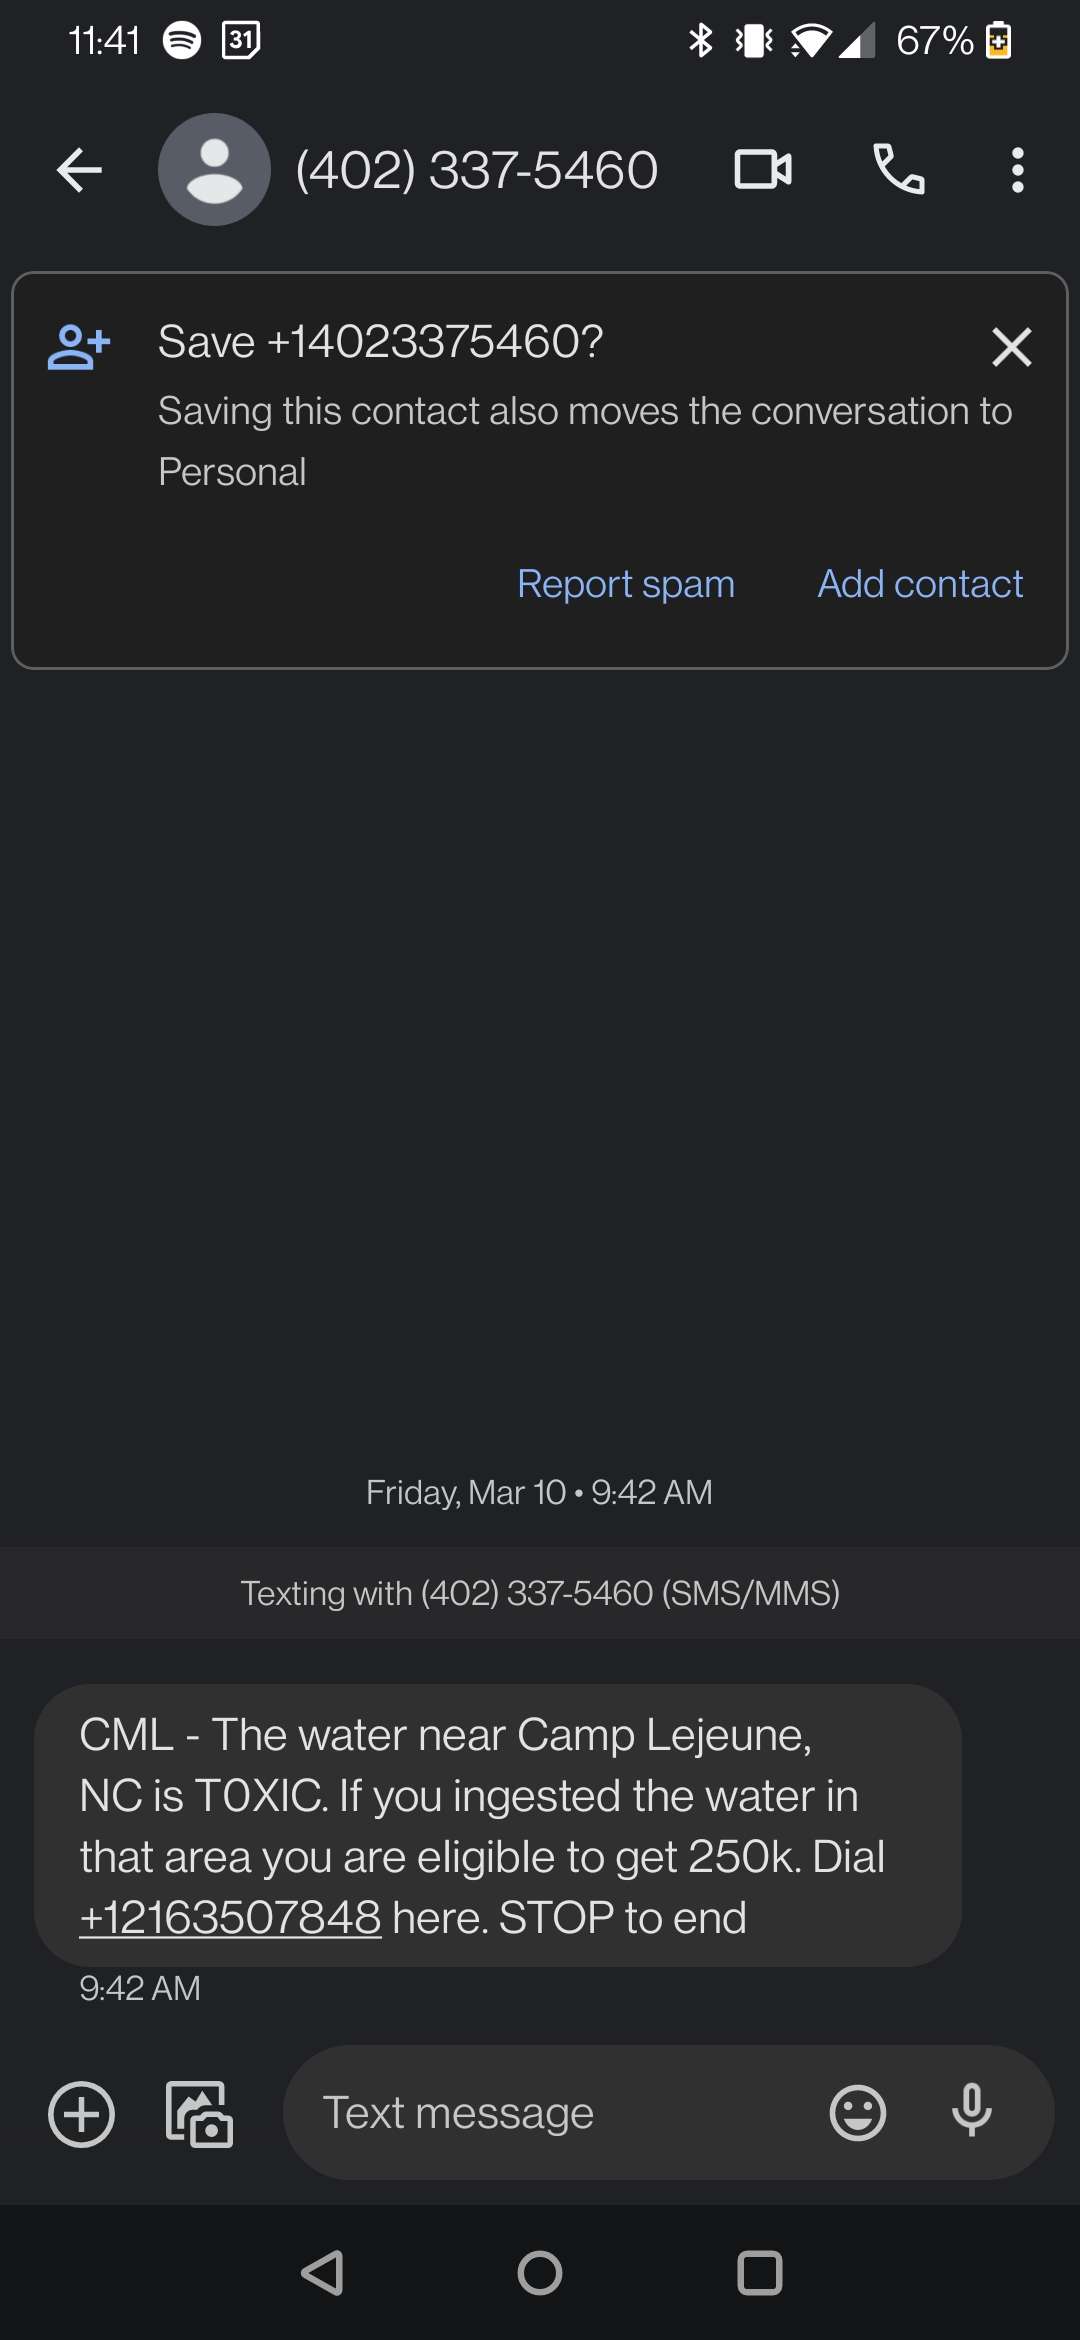 11:41 31 67%
(402) 337-5460
Save +14023375460?
Saving this contact also moves the conversation to
Personal
Report spam Add contact
Friday, Mar 10 • 9:42 AM
Texting with (402) 337-5460 (SMS/MMS)
CML - The water near Camp Lejeune,
NC is T0XIC. If you ingested the water in
that area you are eligible to get 250k. Dial
+12163507848 here. STOP to end
9:42 AM
Text message